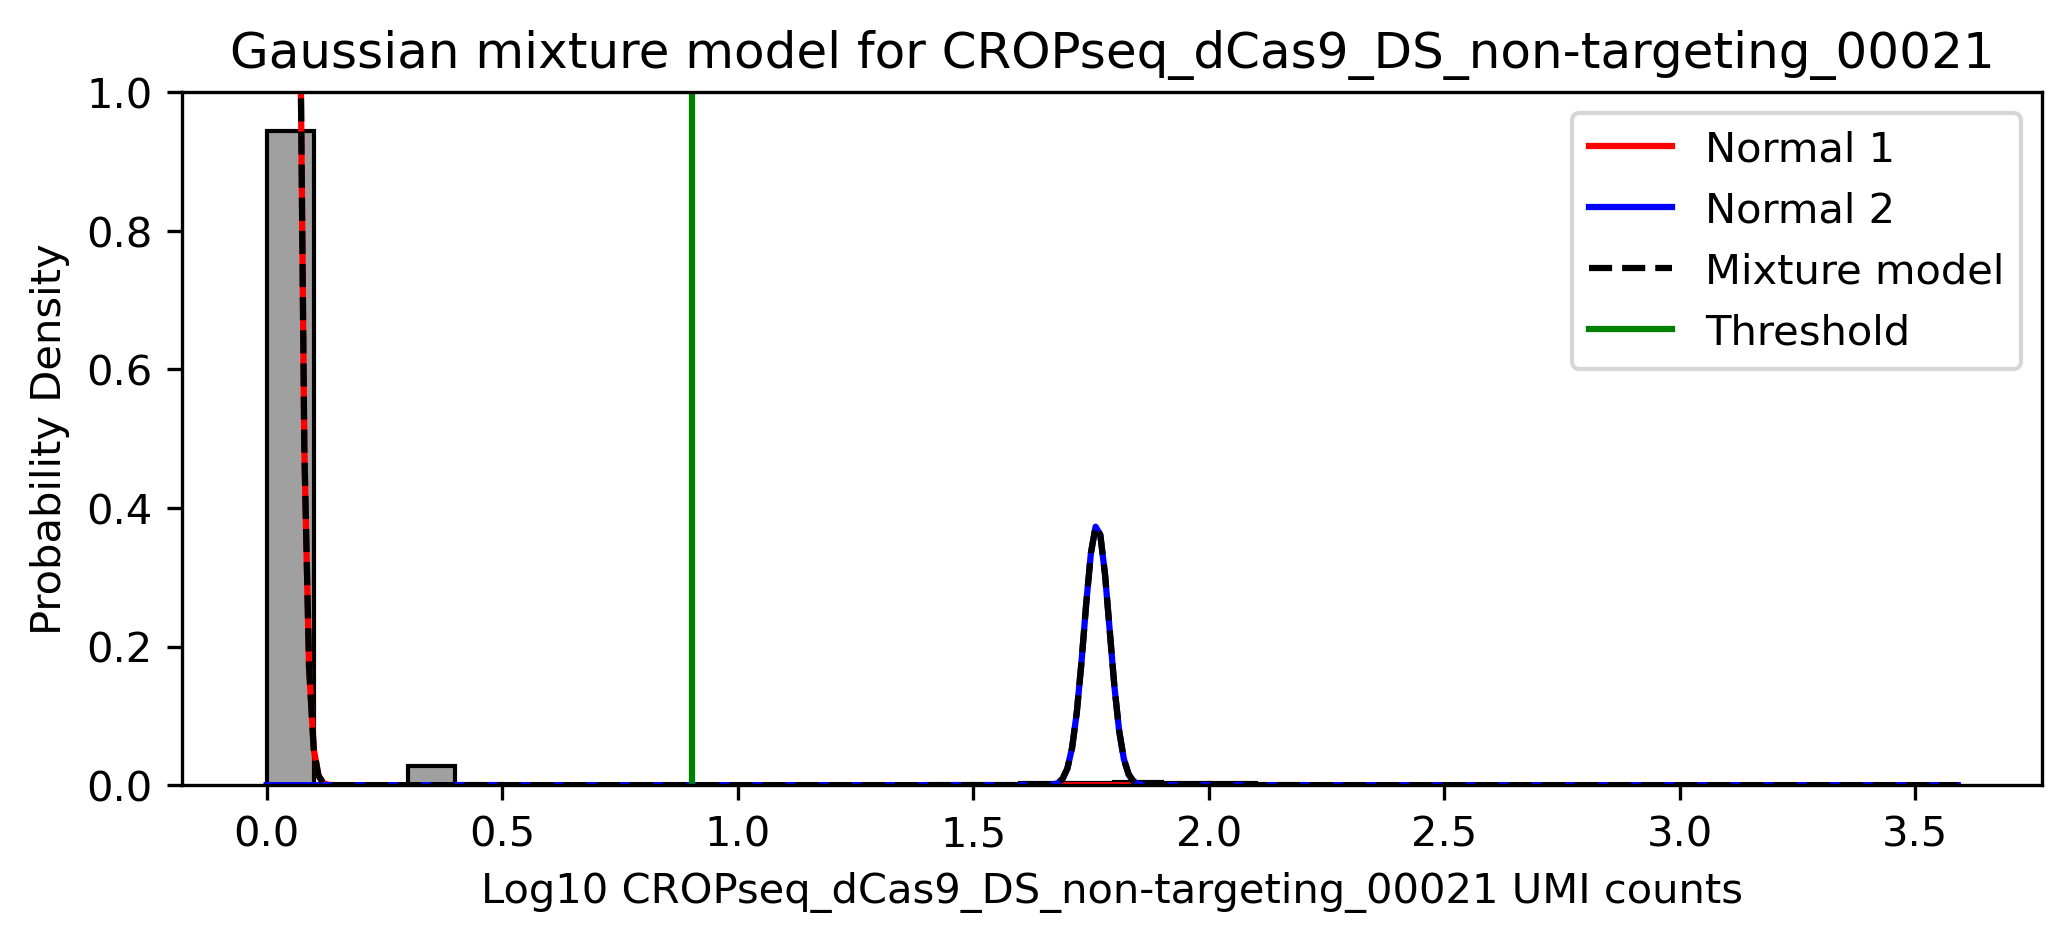 Gaussian mixture model for CROPseq_dCas9_DS_non-targeting_00021
Probability Density
1.0
0.8
0.6
0.4
0.2
0.0
Normal 1
Normal 2
Mixture model
Threshold
0.0 0.5 1.0 1.5 2.0 2.5 3.0 3.5
Log10 CROPseq_dCas9_DS_non-targeting_00021 UMI counts